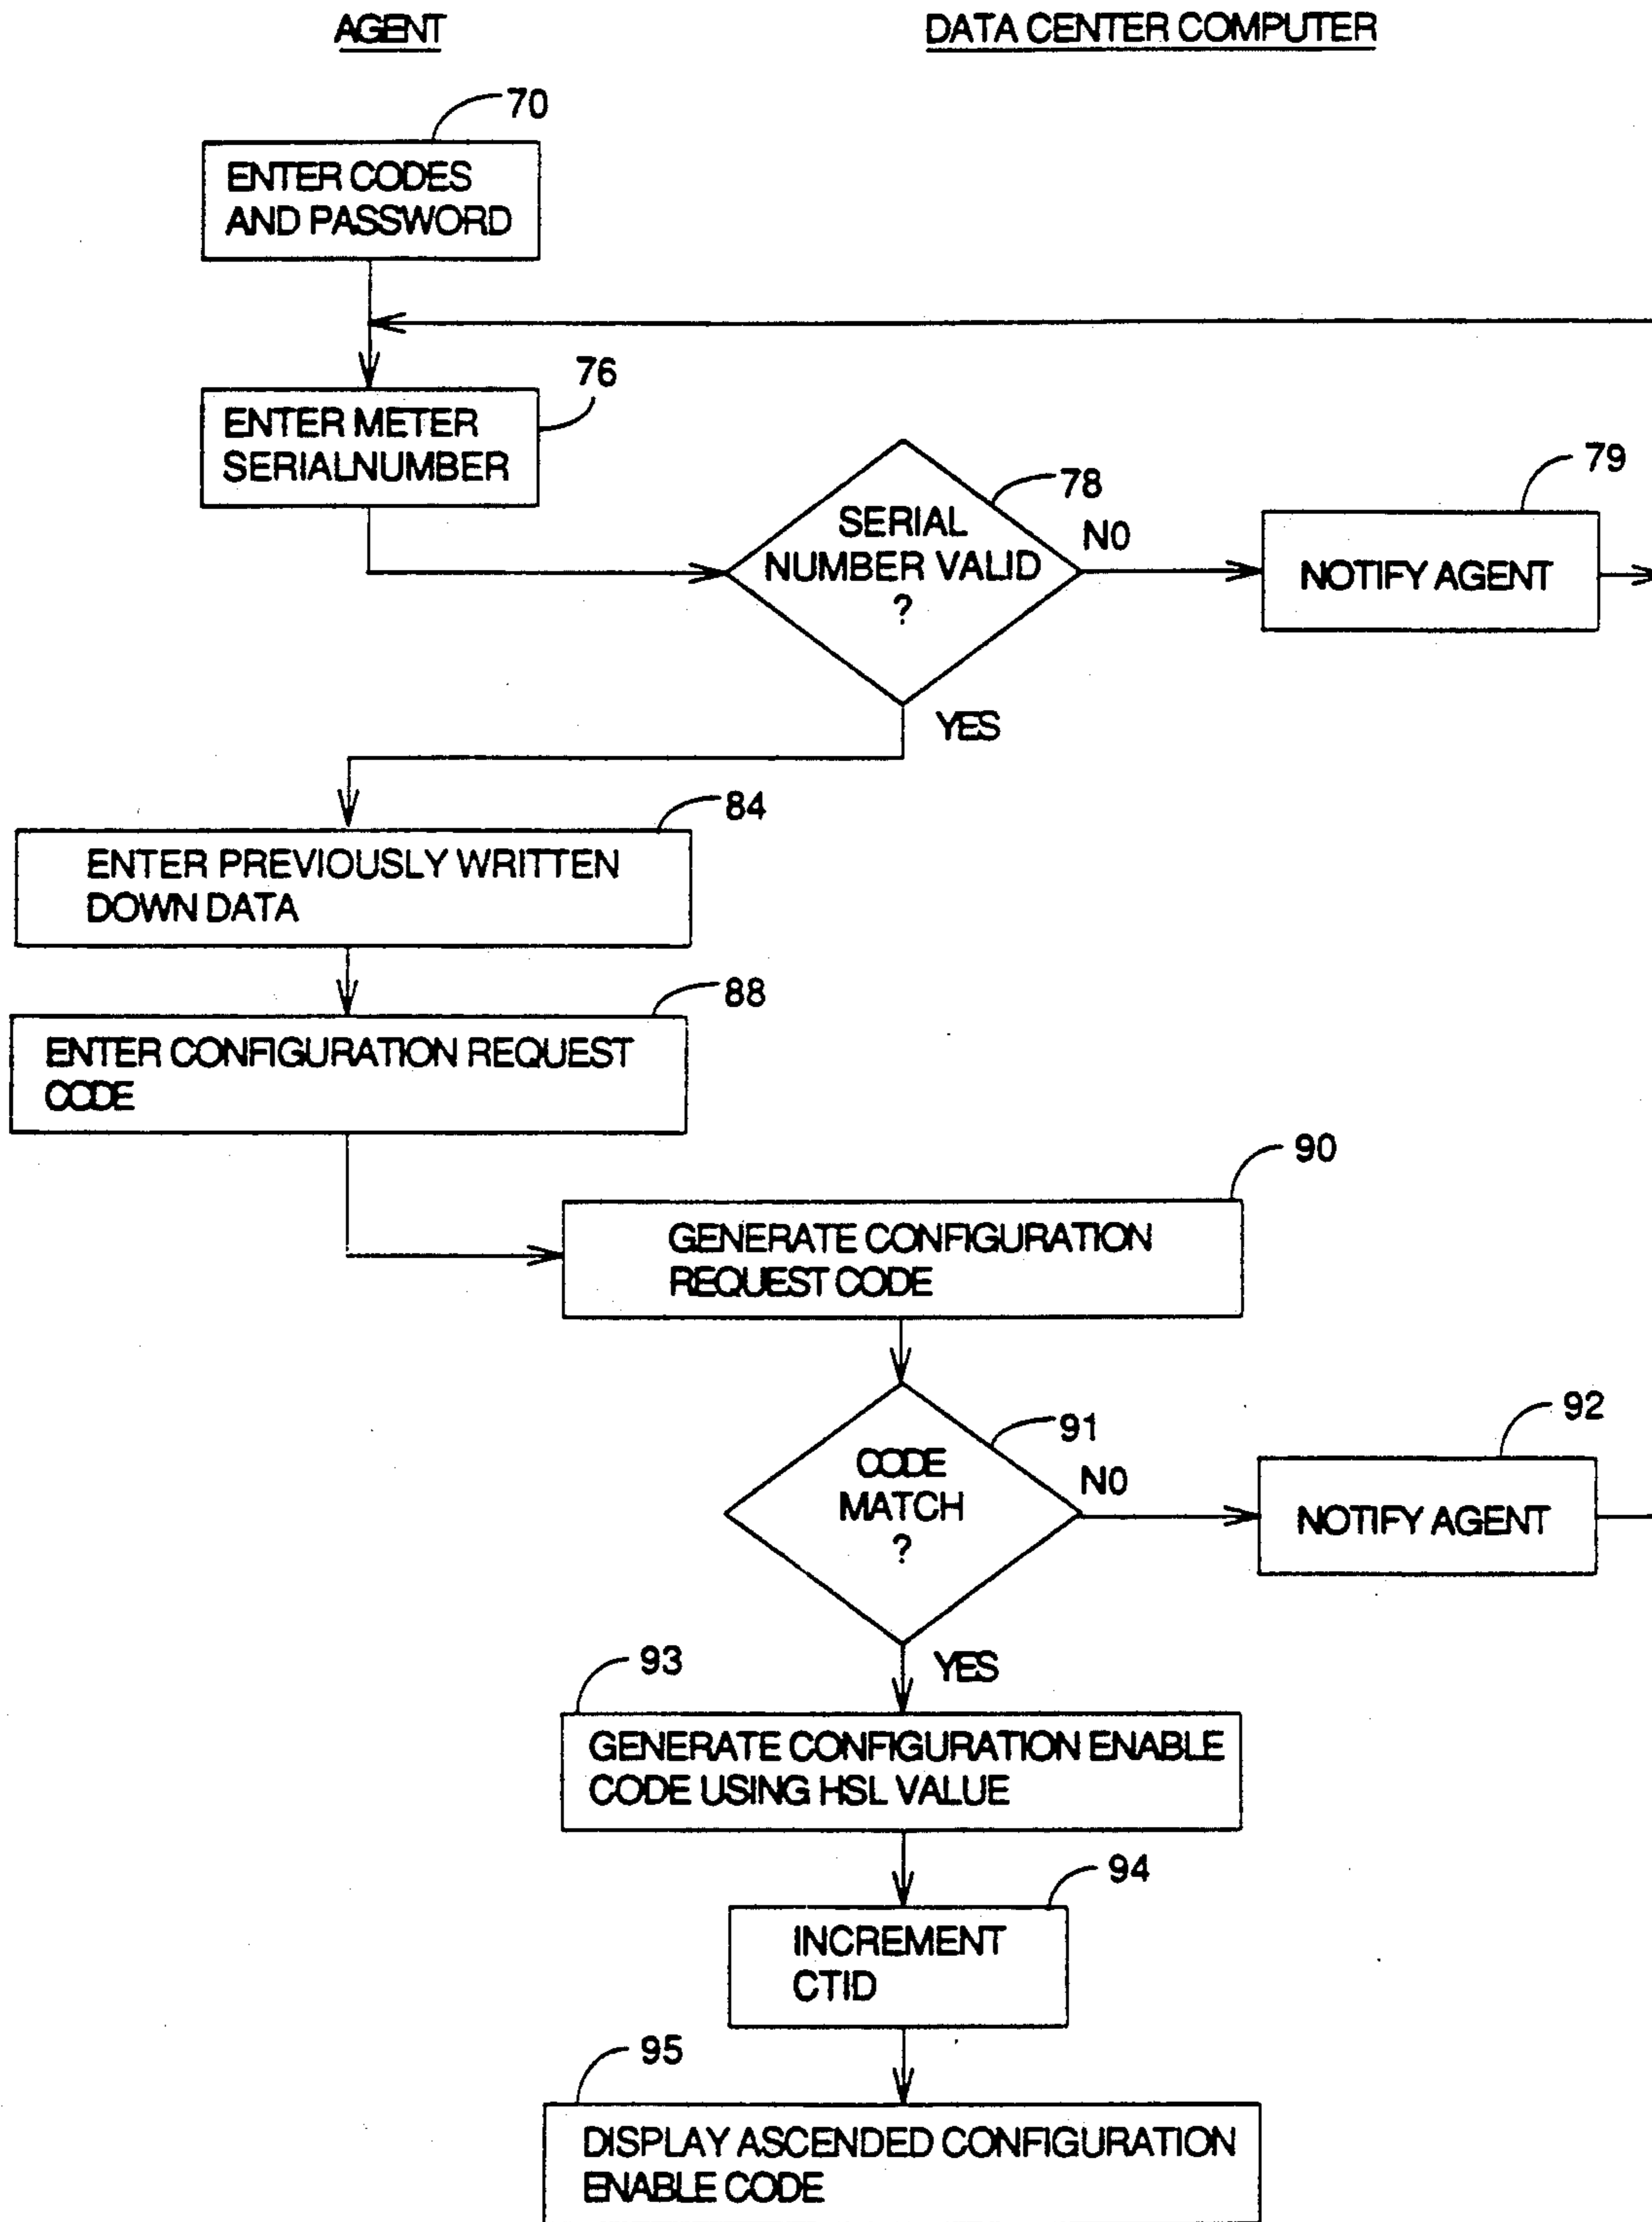 AGENT
DATA CENTER COMPUTER
70
ENTER CODES
AND PASSWORD
76
ENTER METER
SERIALNUMBER
78
SERIAL
NUMBER VALID
?
NO
79
NOTIFY AGENT
YES
84
ENTER PREVIOUSLY WRITTEN
DOWN DATA
88
ENTER CONFIGURATION REQUEST
CODE
90
GENERATE CONFIGURATION
REQUEST CODE
91
CODE
MATCH
?
NO
92
NOTIFY AGENT
YES
93
GENERATE CONFIGURATION ENABLE
CODE USING HSL VALUE
94
INCREMENT
CTID
95
DISPLAY ASCENDED CONFIGURATION
ENABLE CODE